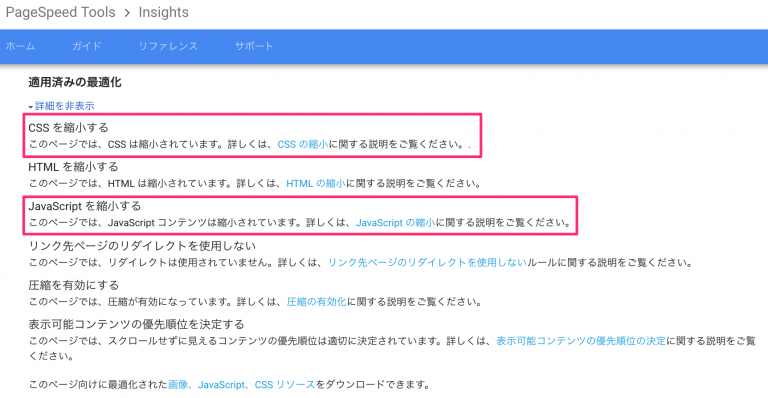 PageSpeed Tools > Insights
ホーム ガイド リファレンス サポート
適用済みの最適化
詳細を非表示
CSS を縮小する
このページでは、CSS は縮小されています。詳しくは、CSS の縮小に関する説明をご覧ください。.
HTML を縮小する
このページでは、HTML は縮小されています。詳しくは、HTML の縮小に関する説明をご覧ください。
JavaScript を縮小する
このページでは、JavaScript コンテンツは縮小されています。詳しくは、JavaScript の縮小に関する説明をご覧ください。
リンク先ページのリダイレクトを使用しない
このページでは、リダイレクトは使用されていません。詳しくは、リンク先ページのリダイレクトを使用しないルールに関する説明をご覧ください。
圧縮を有効にする
このページでは、圧縮が有効になっています。詳しくは、圧縮の有効化に関する説明をご覧ください。
表示可能コンテンツの優先順位を決定する
このページでは、スクロールせずに見えるコンテンツの優先順位は適切に決定されています。詳しくは、表示可能コンテンツの優先順位の決定に関する説明をご覧
ください。
このページ向けに最適化された画像、JavaScript、CSS リソースをダウンロードできます。